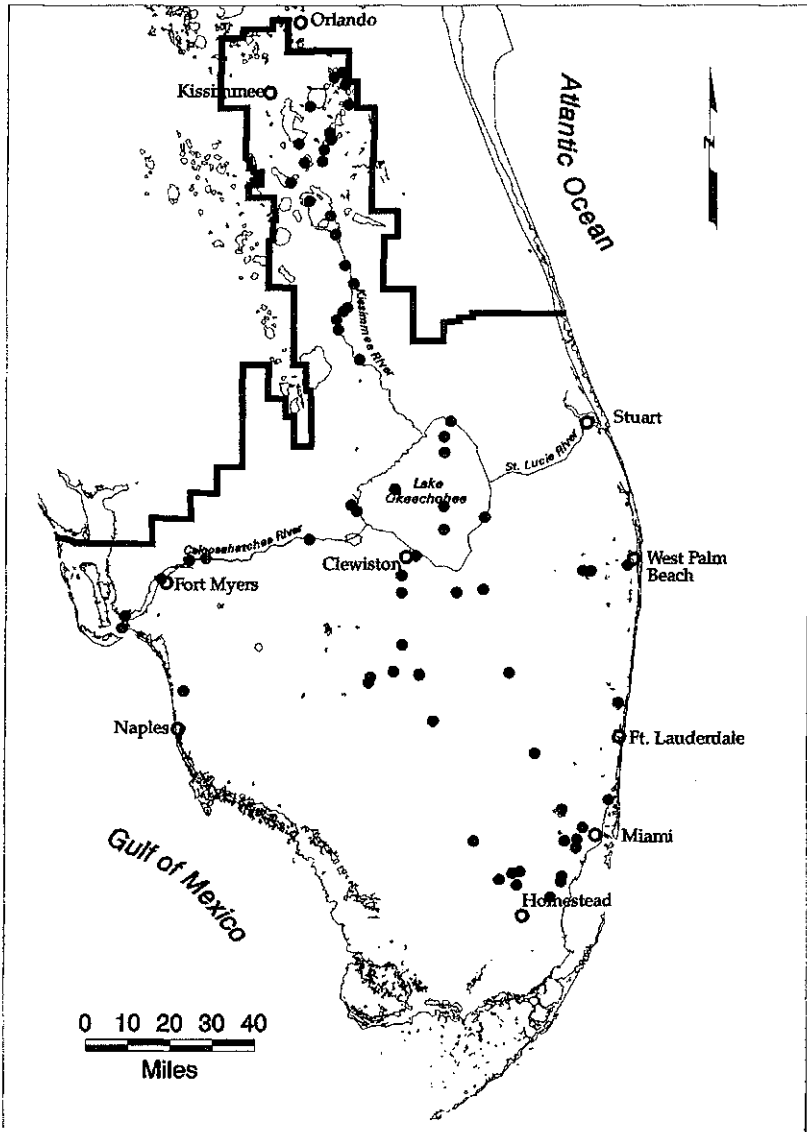 Orlando
Kissimmee
Atlantic Ocean
N
Kissimmee River
Stuart
St. Lucie River
Lake
Okeechobee
Caloosahatchee River
Clewiston
West Palm
Beach
Fort Myers
Naples
Ft. Lauderdale
Miami
Gulf of Mexico
Homestead
0 10 20 30 40
Miles